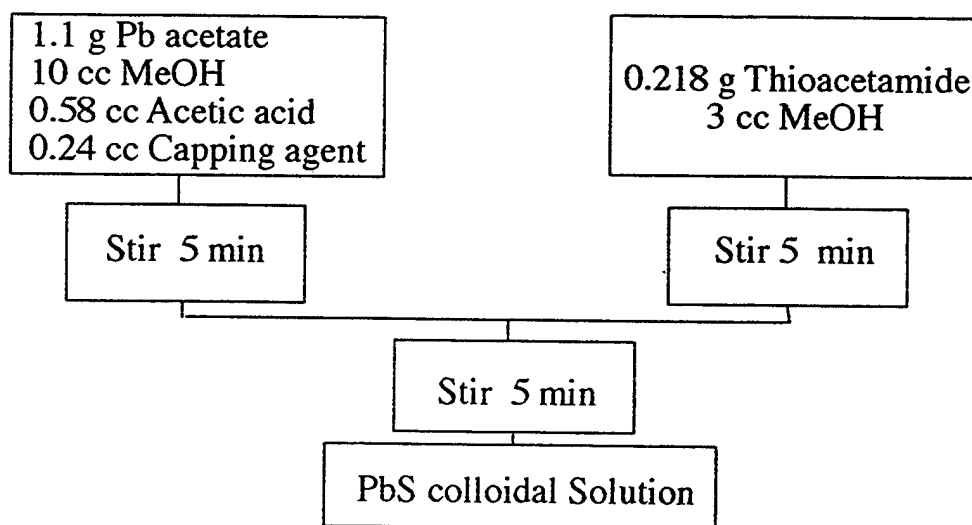 1.1 g Pb acetate
10 cc MeOH
0.58 cc Acetic acid
0.24 cc Capping agent
0.218 g Thioacetamide
3 cc MeOH
Stir 5 min
Stir 5 min
Stir 5 min
PbS colloidal Solution